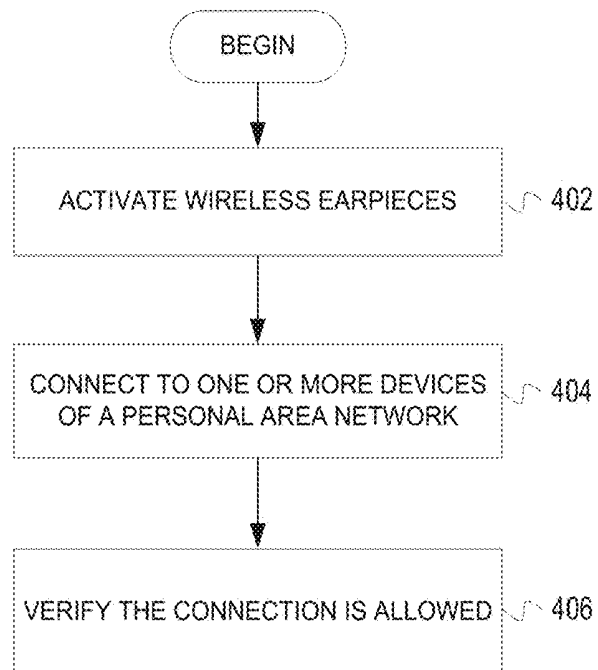 BEGIN
ACTIVATE WIRELESS EARPIECES
402
CONNECT TO ONE OR MORE DEVICES
OF A PERSONAL AREA NETWORK
404
VERIFY THE CONNECTION IS ALLOWED
406